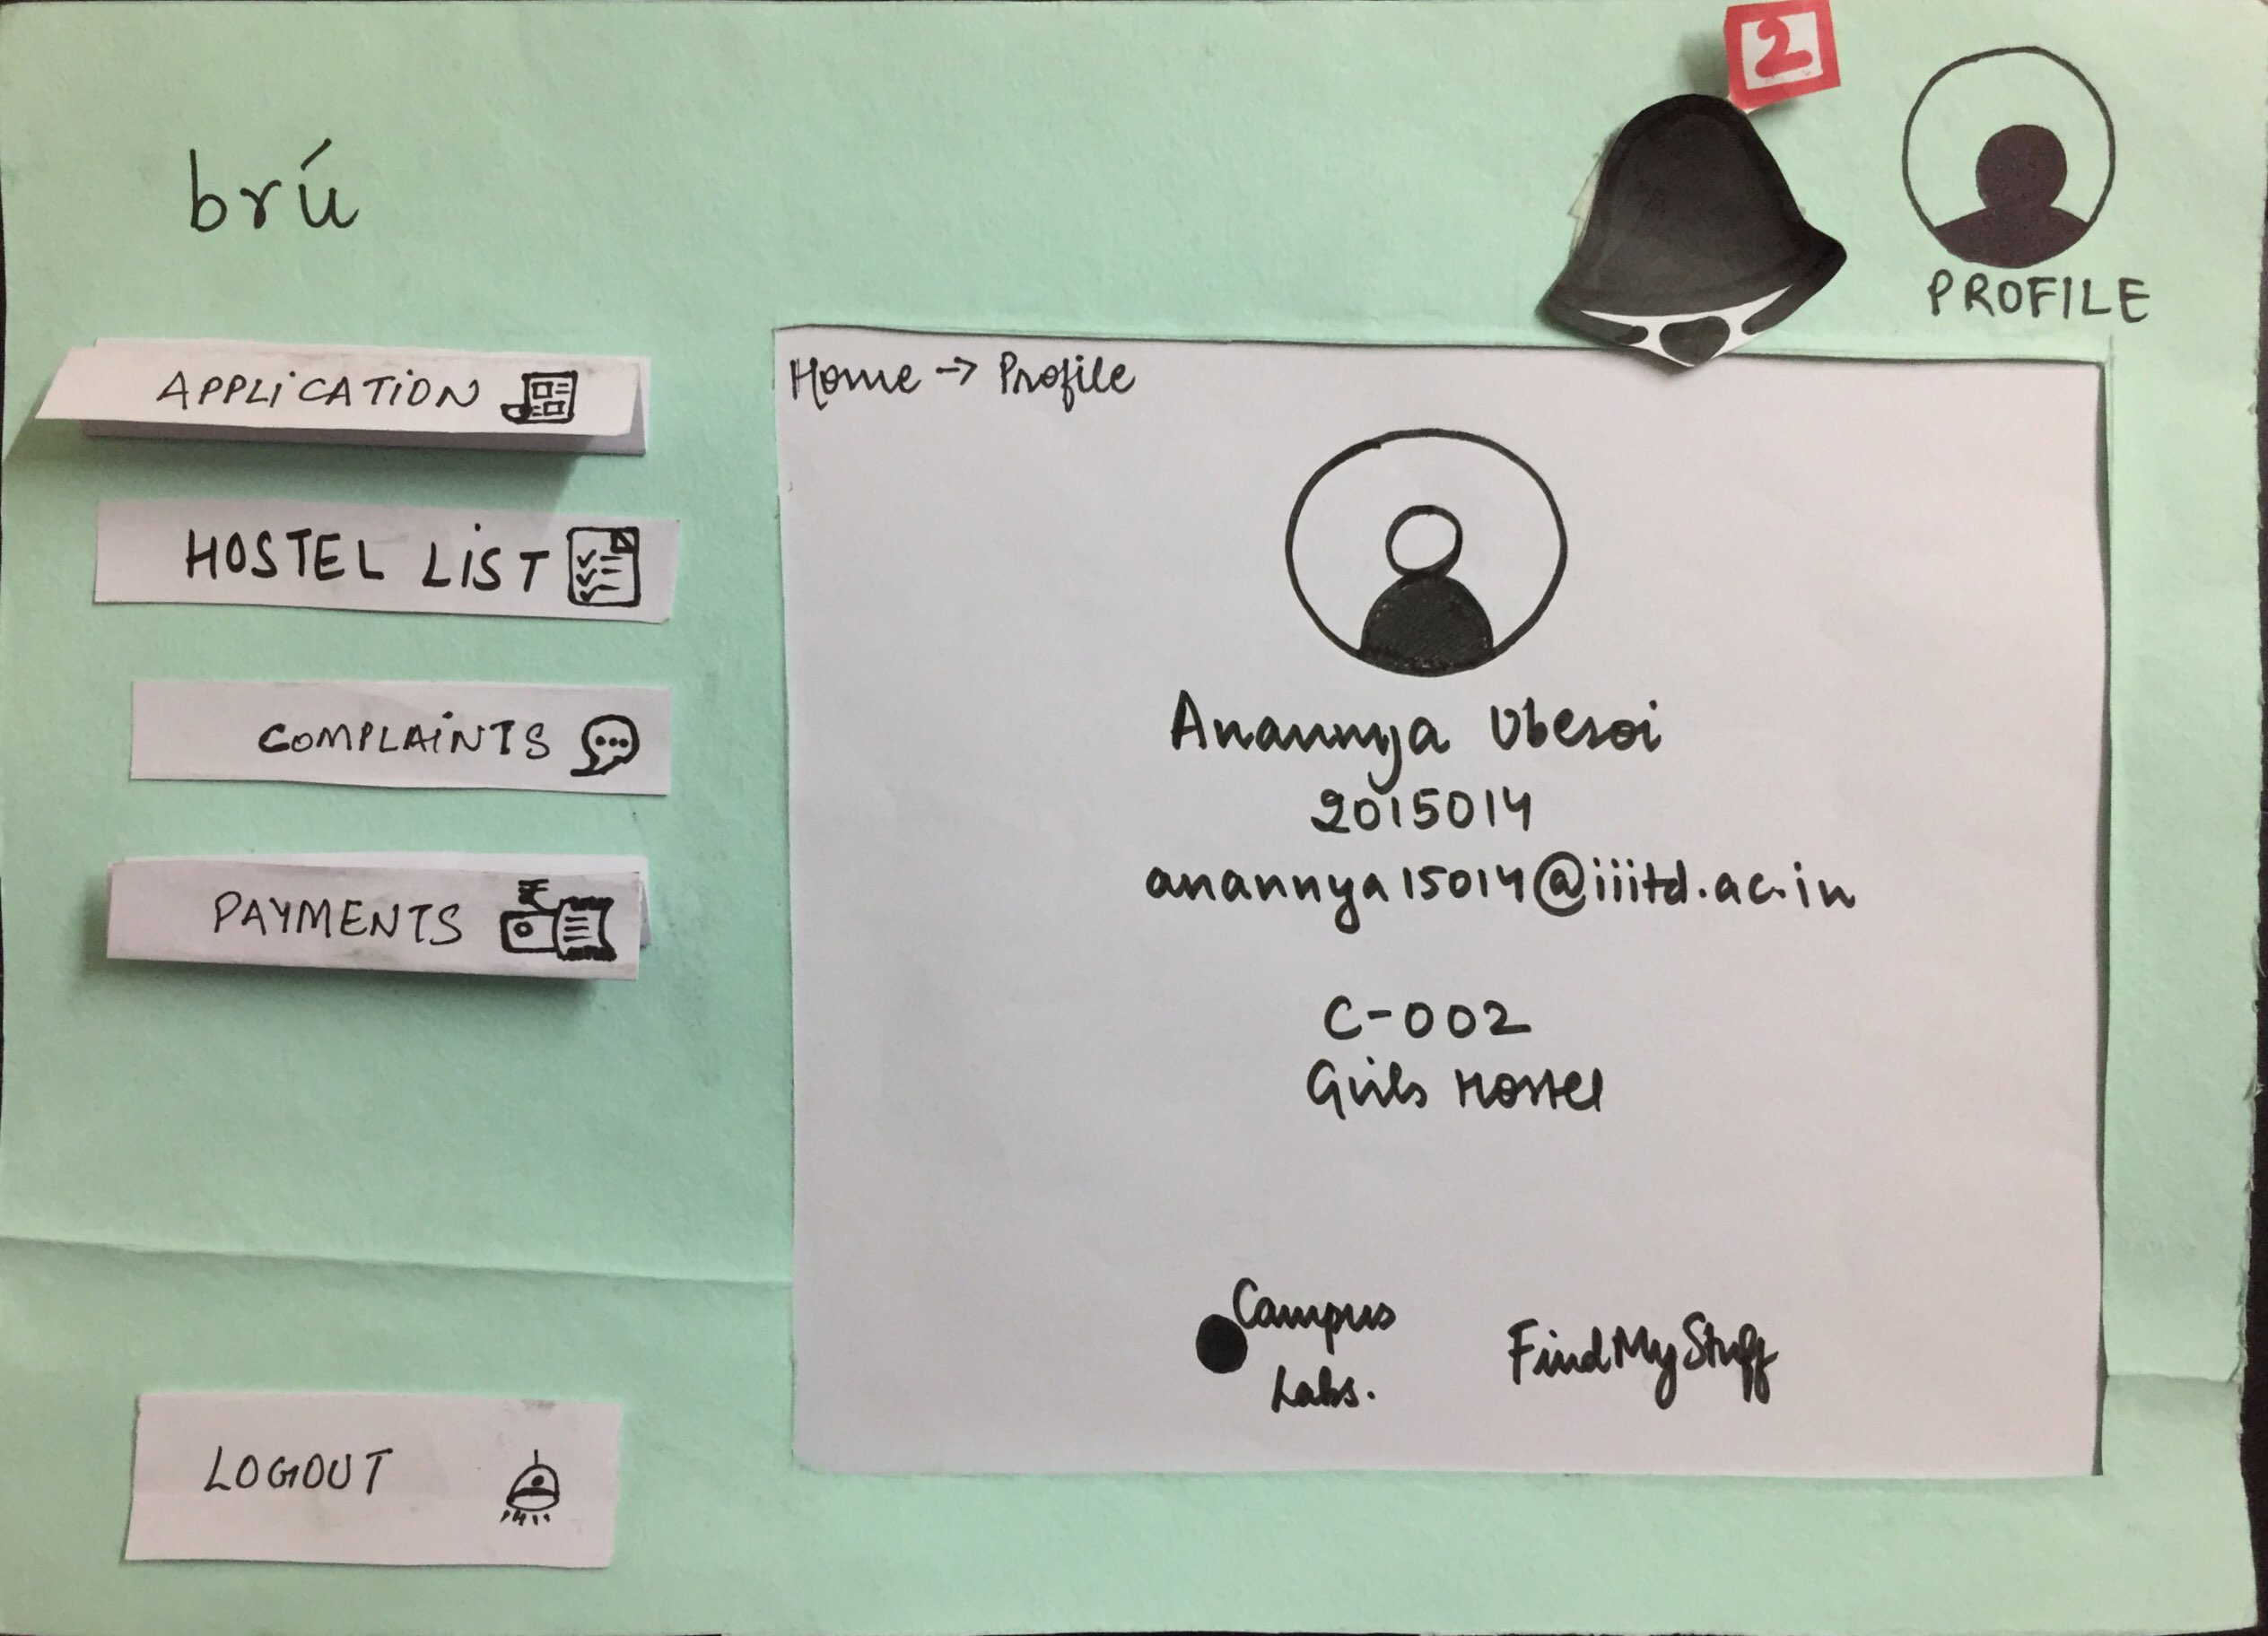 2
brú
PROFILE
APPLICATION
HOSTEL LIST
COMPLAINTS
PAYMENTS ₹
LOGOUT
Home → Profile
Anannya Uberoi
2015014
anannya15014@iiitd.ac.in
C-002
Girls Hostel
Campus
Labs.
FindMyStuff